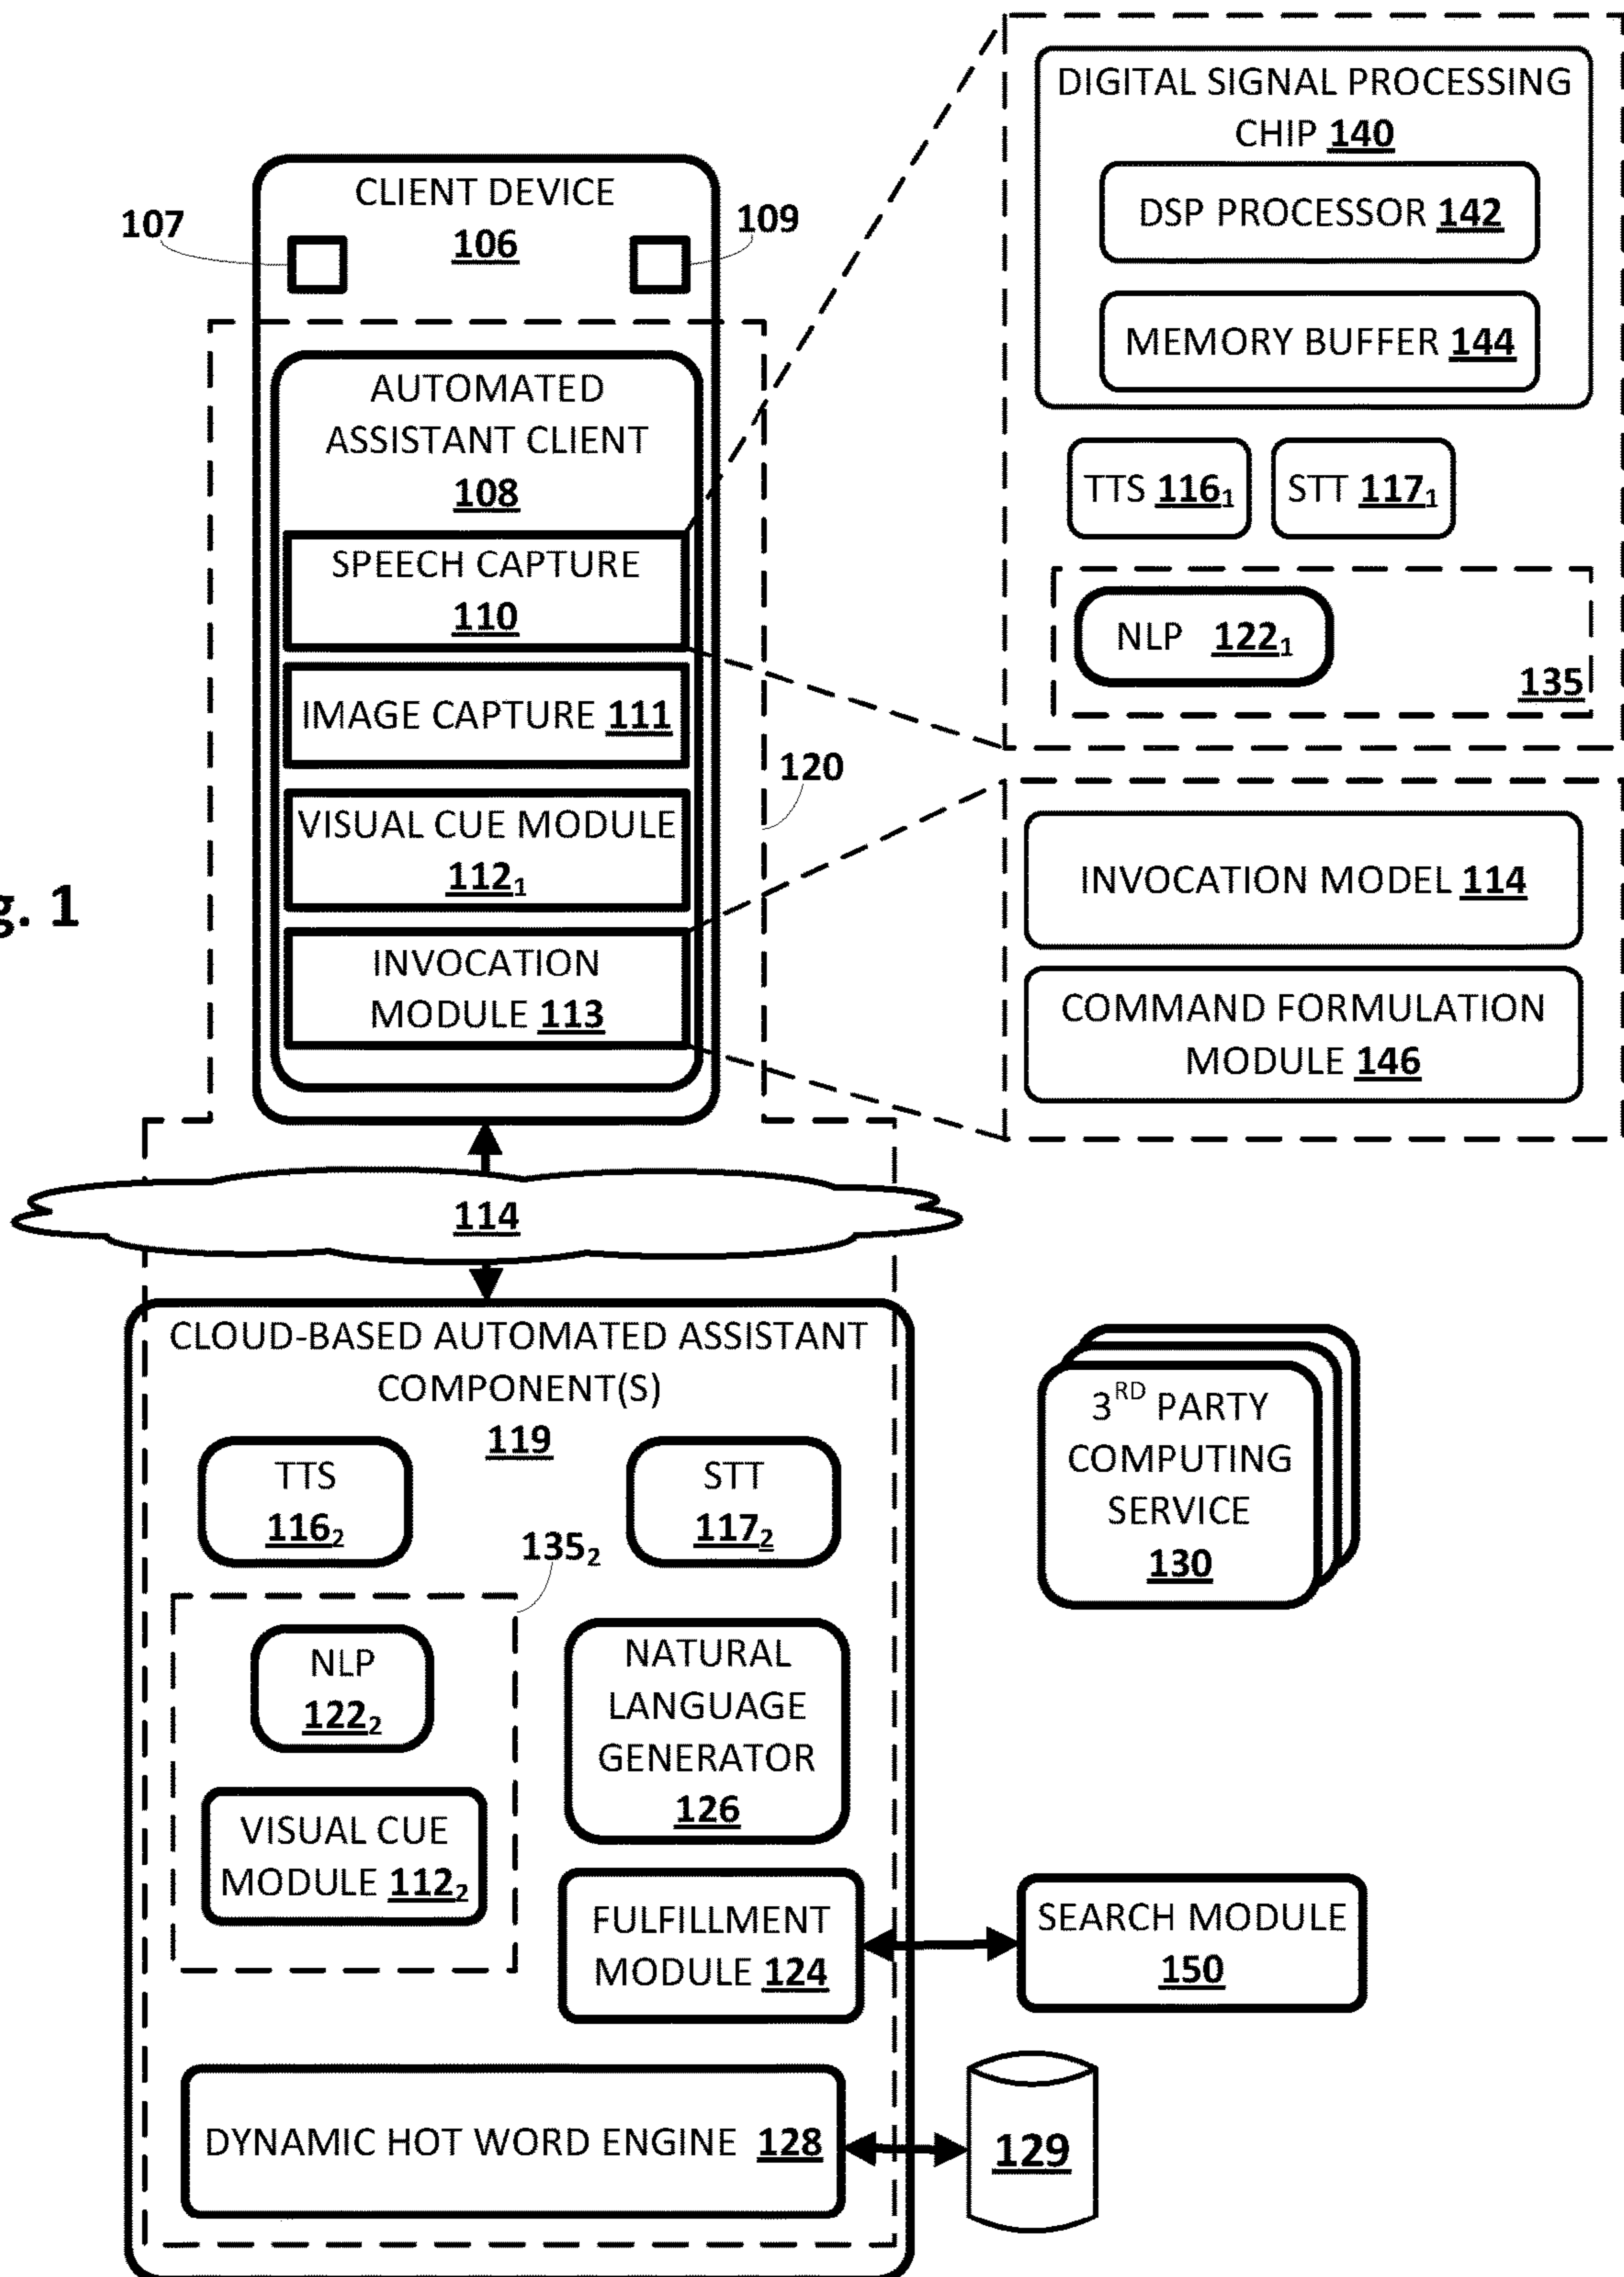 CLIENT DEVICE
106
107
109
AUTOMATED
ASSISTANT CLIENT
108
SPEECH CAPTURE
110
IMAGE CAPTURE 111
VISUAL CUE MODULE
112₁
INVOCATION
MODULE 113
120
DIGITAL SIGNAL PROCESSING
CHIP 140
DSP PROCESSOR 142
MEMORY BUFFER 144
TTS 116₁
STT 117₁
NLP 122₁
135
INVOCATION MODEL 114
COMMAND FORMULATION
MODULE 146
g. 1
114
CLOUD-BASED AUTOMATED ASSISTANT
COMPONENT(S)
119
TTS
116₂
STT
117₂
135₂
NLP
122₂
VISUAL CUE
MODULE 112₂
NATURAL
LANGUAGE
GENERATOR
126
FULFILLMENT
MODULE 124
DYNAMIC HOT WORD ENGINE 128
3RD PARTY
COMPUTING
SERVICE
130
SEARCH MODULE
150
129